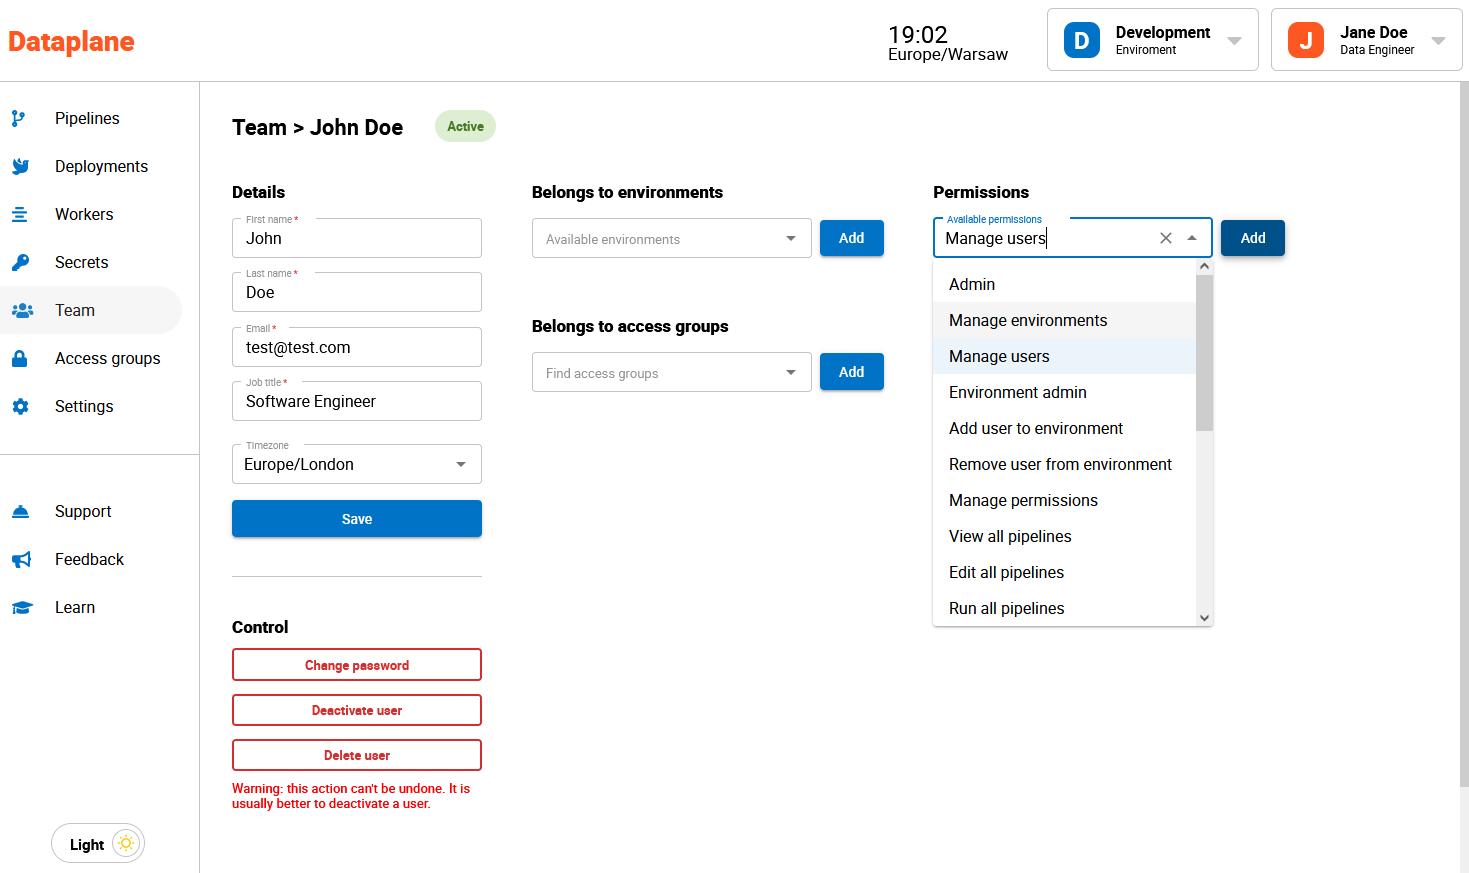 Dataplane
19:02
Europe/Warsaw
D
Development
Enviroment
J
Jane Doe
Data Engineer
Pipelines
Deployments
Workers
Secrets
Team
Access groups
Settings
Support
Feedback
Learn
Light
Team > John Doe
Active
Details
First name *
John
Last name *
Doe
Email *
test@test.com
Job title *
Software Engineer
Timezone
Europe/London
Save
Control
Change password
Deactivate user
Delete user
Warning: this action can't be undone. It is
usually better to deactivate a user.
Belongs to environments
Available environments
Add
Belongs to access groups
Find access groups
Add
Permissions
Available permissions
Manage users
Add
Admin
Manage environments
Manage users
Environment admin
Add user to environment
Remove user from environment
Manage permissions
View all pipelines
Edit all pipelines
Run all pipelines